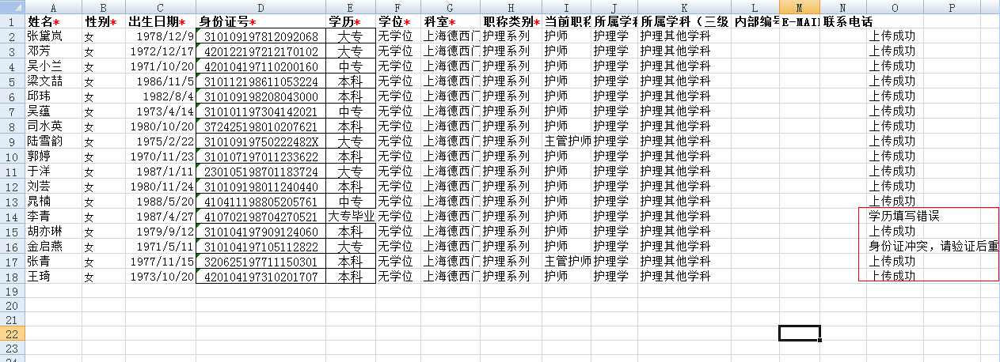 A B C D E F G H I J K L M N O P
1 姓名* 性别* 出生日期* 身份证号* 学历* 学位* 科室* 职称类别* 当前职称 所属学科 所属学科（三级 内部编号 E-MAIL 联系电话
2 张黛岚 女 1978/12/9 310109197812092068 大专 无学位 上海德西门 护理系列 护师 护理学 护理其他学科 上传成功
3 邓芳 女 1972/12/17 420122197212170102 大专 无学位 上海德西门 护理系列 护师 护理学 护理其他学科 上传成功
4 吴小兰 女 1971/10/20 420104197110200160 中专 无学位 上海德西门 护理系列 护师 护理学 护理其他学科 上传成功
5 梁文喆 女 1986/11/5 310112198611053224 本科 无学位 上海德西门 护理系列 护师 护理学 护理其他学科 上传成功
6 邱玮 女 1982/8/4 310109198208043000 本科 无学位 上海德西门 护理系列 护师 护理学 护理其他学科 上传成功
7 吴蕴 女 1973/4/14 310101197304142021 中专 无学位 上海德西门 护理系列 护师 护理学 护理其他学科 上传成功
8 司水英 女 1980/10/20 372425198010207621 本科 无学位 上海德西门 护理系列 护师 护理学 护理其他学科 上传成功
9 陆雪韵 女 1975/2/22 31010919750222482X 大专 无学位 上海德西门 护理系列 主管护师 护理学 护理其他学科 上传成功
10 郭婷 女 1970/11/23 310107197011233622 本科 无学位 上海德西门 护理系列 护师 护理学 护理其他学科 上传成功
11 于洋 女 1987/1/11 230105198701183724 大专 无学位 上海德西门 护理系列 护师 护理学 护理其他学科 上传成功
12 刘芸 女 1980/11/24 310109198011240440 本科 无学位 上海德西门 护理系列 护师 护理学 护理其他学科 上传成功
13 晁楠 女 1988/5/20 410411198805205761 中专 无学位 上海德西门 护理系列 护师 护理学 护理其他学科 上传成功
14 李青 女 1987/4/27 410702198704270521 大专毕业 无学位 上海德西门 护理系列 护师 护理学 护理其他学科 学历填写错误
15 胡亦琳 女 1979/9/12 310104197909124060 本科 无学位 上海德西门 护理系列 护师 护理学 护理其他学科 上传成功
16 金启燕 女 1971/5/11 310104197105112822 大专 无学位 上海德西门 护理系列 护师 护理学 护理其他学科 身份证冲突，请验证后重
17 张青 女 1977/11/15 320625197711150301 本科 无学位 上海德西门 护理系列 主管护师 护理学 护理其他学科 上传成功
18 王琦 女 1973/10/20 420104197310201707 本科 无学位 上海德西门 护理系列 护师 护理学 护理其他学科 上传成功
19
20
21
22
23